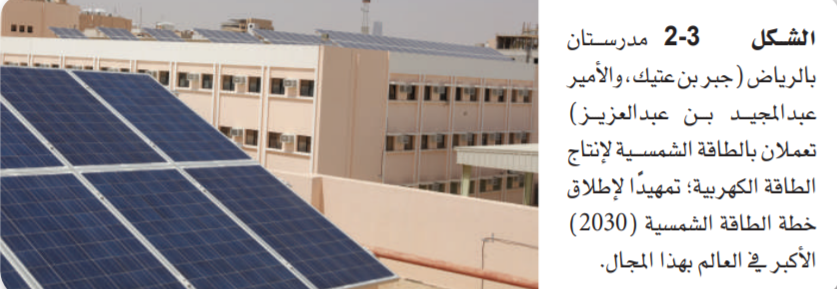 الشكل 3-2 مدرستان
بالرياض (جبر بن عتيك، والأمير
عبدالمجيد بن عبدالعزيز)
تعملان بالطاقة الشمسية لإنتاج
الطاقة الكهربية؛ تمهيدًا لإطلاق
خطة الطاقة الشمسية (2030)
الأكبر في العالم بهذا المجال.